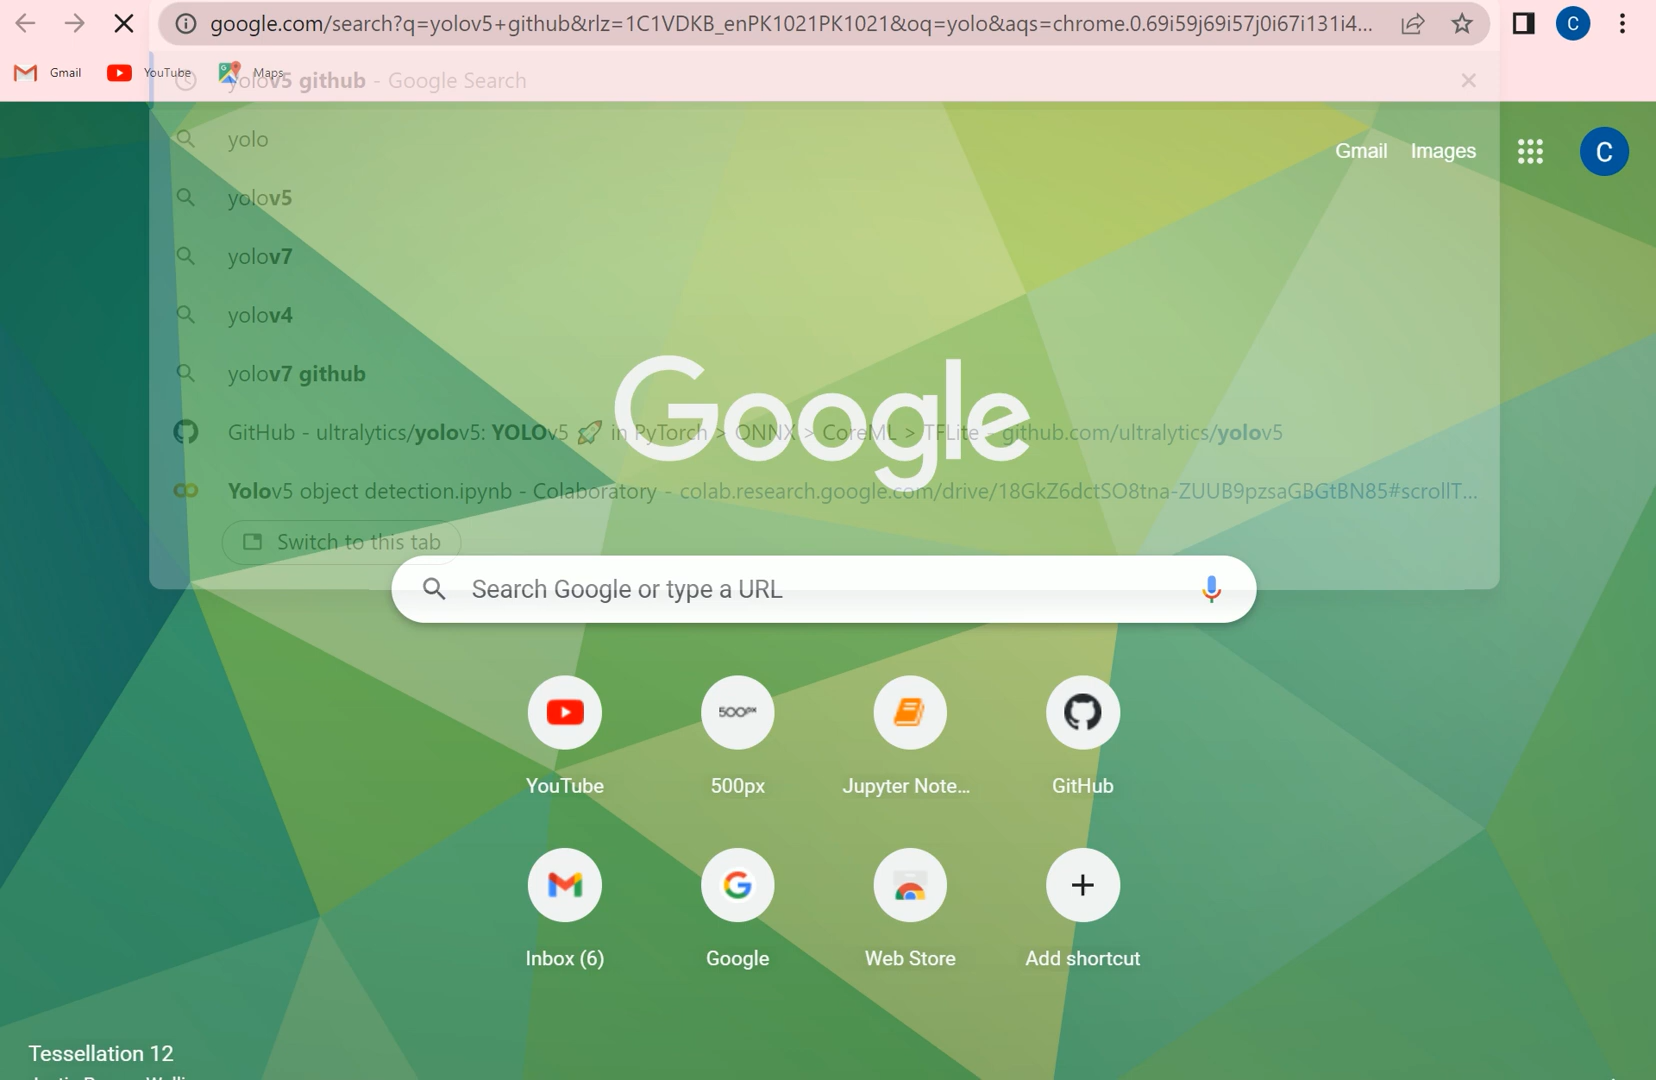 google.com/search?q=yolov5+github&rlz=1C1VDKB_enPK1021PK1021&oq=yolo&aqs=chrome.0.69i59j69i57j0i67i131i4...
C
Gmail
YouTube
Maps
yolov5 github - Google Search
yolo
Gmail
Images
C
yolov5
yolov7
yolov4
yolov7 github
Google
GitHub - ultralytics/yolov5: YOLOv5 🚀 in PyTorch > ONNX > CoreML > TFLite - github.com/ultralytics/yolov5
Yolov5 object detection.ipynb - Colaboratory - colab.research.google.com/drive/18GkZ6dctSO8tna-ZUUB9pzsaGBGtBN85#scrollT...
Switch to this tab
Search Google or type a URL
500px
YouTube
500px
Jupyter Note...
GitHub
Inbox (6)
Google
Web Store
Add shortcut
Tessellation 12